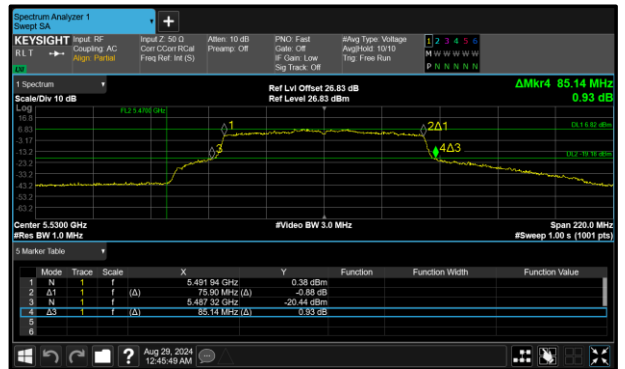 Spectrum Analyzer 1
Swept SA
+
KEYSIGHT Input: RF Input Z: 50 Ω Atten: 10 dB PNO: Fast #Avg Type: Voltage 1 2 3 4 5 6
RLT Coupling: AC Corr CCorr RCal Preamp: Off Gate: Off Avg|Hold: 10/10 M W W W W W
Align: Partial Freq Ref: Int (S) IF Gain: Low Trig: Free Run
Sig Track: Off P N N N N N
LVI
1 Spectrum Ref Lvl Offset 26.83 dB ΔMkr4 85.14 MHz
Scale/Div 10 dB Ref Level 26.83 dBm 0.93 dB
Log
16.8
6.83
-3.17
-13.2
-23.2
-33.2
-43.2
-53.2
-63.2
FL2 5.4700 GHz
1
2Δ1
3
4Δ3
DL1 6.82 dBm
DL2 -19.18 dBm
Center 5.5300 GHz #Video BW 3.0 MHz Span 220.0 MHz
#Res BW 1.0 MHz #Sweep 1.00 s (1001 pts)
5 Marker Table
Mode Trace Scale X Y Function Function Width Function Value
1 N 1 f 5.491 94 GHz 0.38 dBm
2 Δ1 1 f (Δ) 75.90 MHz (Δ) -0.88 dB
3 N 1 f 5.487 32 GHz -20.44 dBm
4 Δ3 1 f (Δ) 85.14 MHz (Δ) 0.93 dB
5
6
? Aug 29, 2024
12:45:49 AM